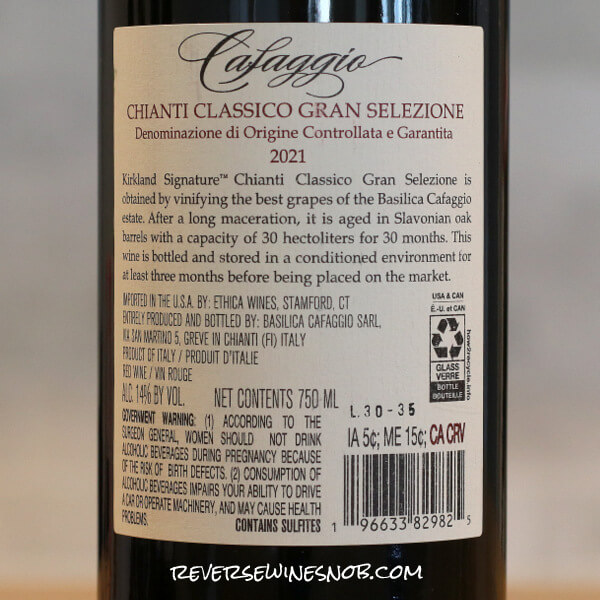 Cafaggio
CHIANTI CLASSICO GRAN SELEZIONE
Denominazione di Origine Controllata e Garantita
2021
Kirkland Signature™ Chianti Classico Gran Selezione is
obtained by vinifying the best grapes of the Basilica Cafaggio
estate. After a long maceration, it is aged in Slavonian oak
barrels with a capacity of 30 hectoliters for 30 months. This
wine is bottled and stored in a conditioned environment for
at least three months before being placed on the market.
IMPORTED IN THE U.S.A. BY: ETHICA WINES, STAMFORD, CT
ENTIRELY PRODUCED AND BOTTLED BY: BASILICA CAFAGGIO SARL,
VIA SAN MARTINO 5, GREVE IN CHIANTI (FI) ITALY
PRODUCT OF ITALY / PRODUIT D'ITALIE
RED WINE / VIN ROUGE
ALC. 14% BY VOL. NET CONTENTS 750 ML
GOVERNMENT WARNING: (1) ACCORDING TO THE
SURGEON GENERAL, WOMEN SHOULD NOT DRINK
ALCOHOLIC BEVERAGES DURING PREGNANCY BECAUSE
OF THE RISK OF BIRTH DEFECTS. (2) CONSUMPTION OF
ALCOHOLIC BEVERAGES IMPAIRS YOUR ABILITY TO DRIVE
A CAR OR OPERATE MACHINERY, AND MAY CAUSE HEALTH
PROBLEMS. CONTAINS SULFITES
USA & CAN
É.-U. et CAN
GLASS
VERRE
BOTTLE
BOUTEILLE
how2recycle.info
L.30-35
IA 5¢; ME 15¢; CA CRV
1 96633 82982 5
REVERSEWINESNOB.COM